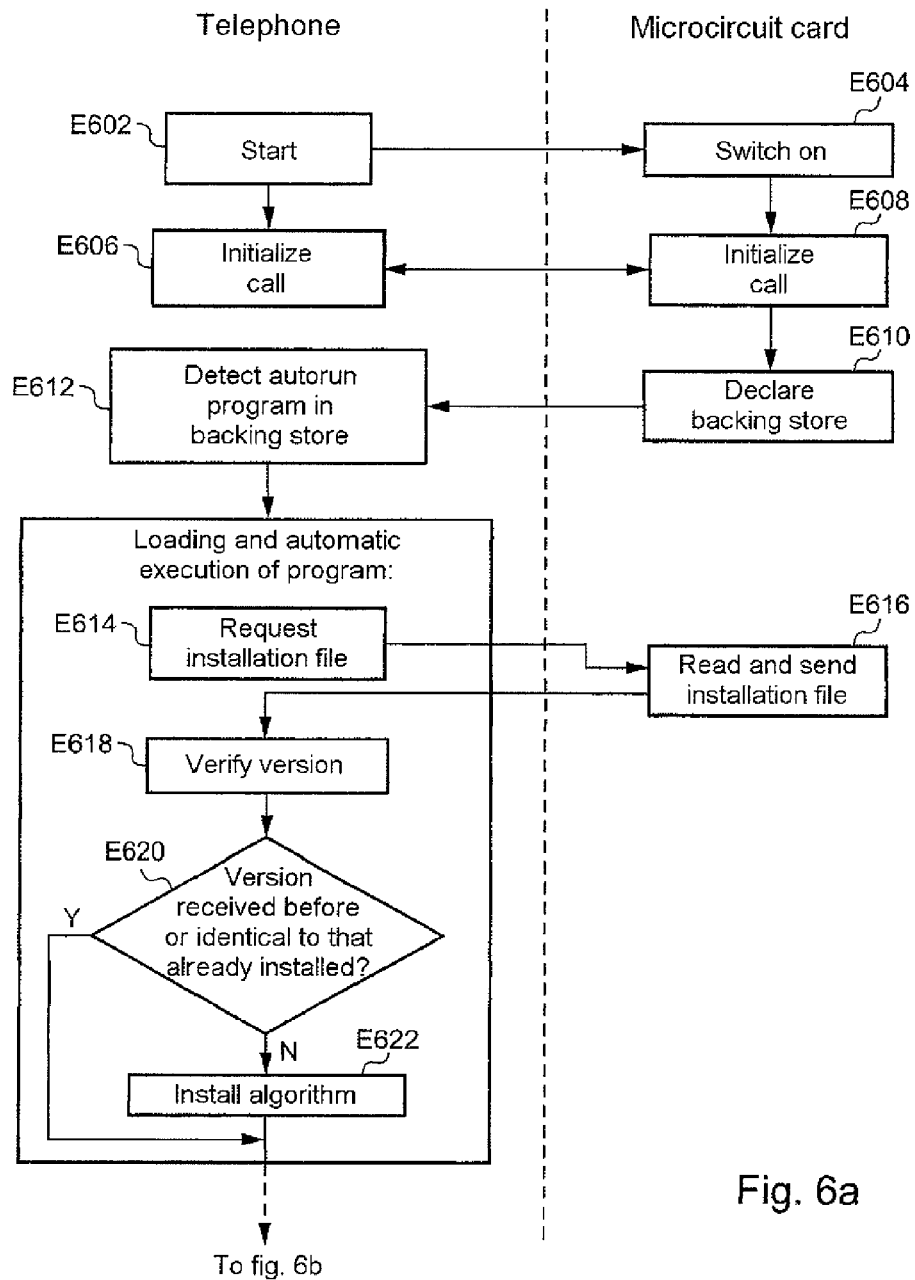 Telephone
Microcircuit card
E602
Start
E604
Switch on
E606
Initialize
call
E608
Initialize
call
E610
Declare
backing store
E612
Detect autorun
program in
backing store
Loading and automatic
execution of program:
E614
Request
installation file
E616
Read and send
installation file
E618
Verify version
E620
Version
received before
or identical to that
already installed?
Y
N
E622
Install algorithm
To fig. 6b
Fig. 6a